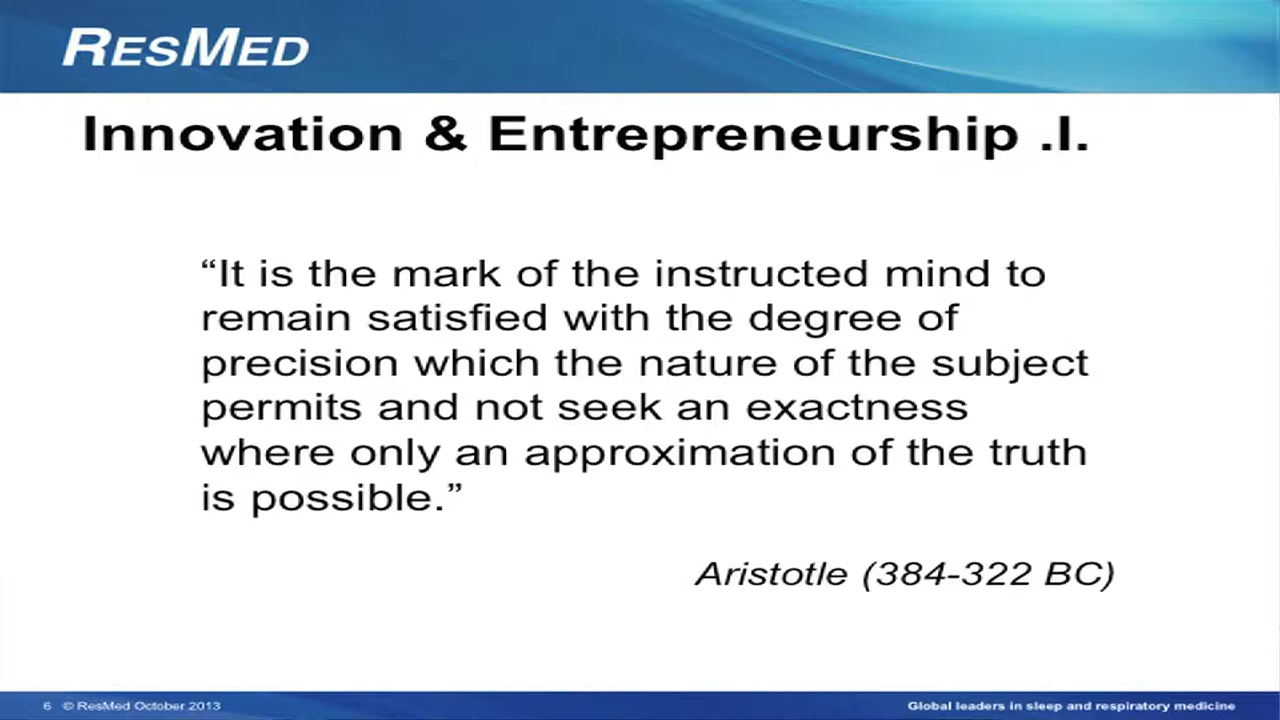 RESMED
Innovation & Entrepreneurship .I.
“It is the mark of the instructed mind to
remain satisfied with the degree of
precision which the nature of the subject
permits and not seek an exactness
where only an approximation of the truth
is possible.”
Aristotle (384-322 BC)
6 © ResMed October 2013
Global leaders in sleep and respiratory medicine